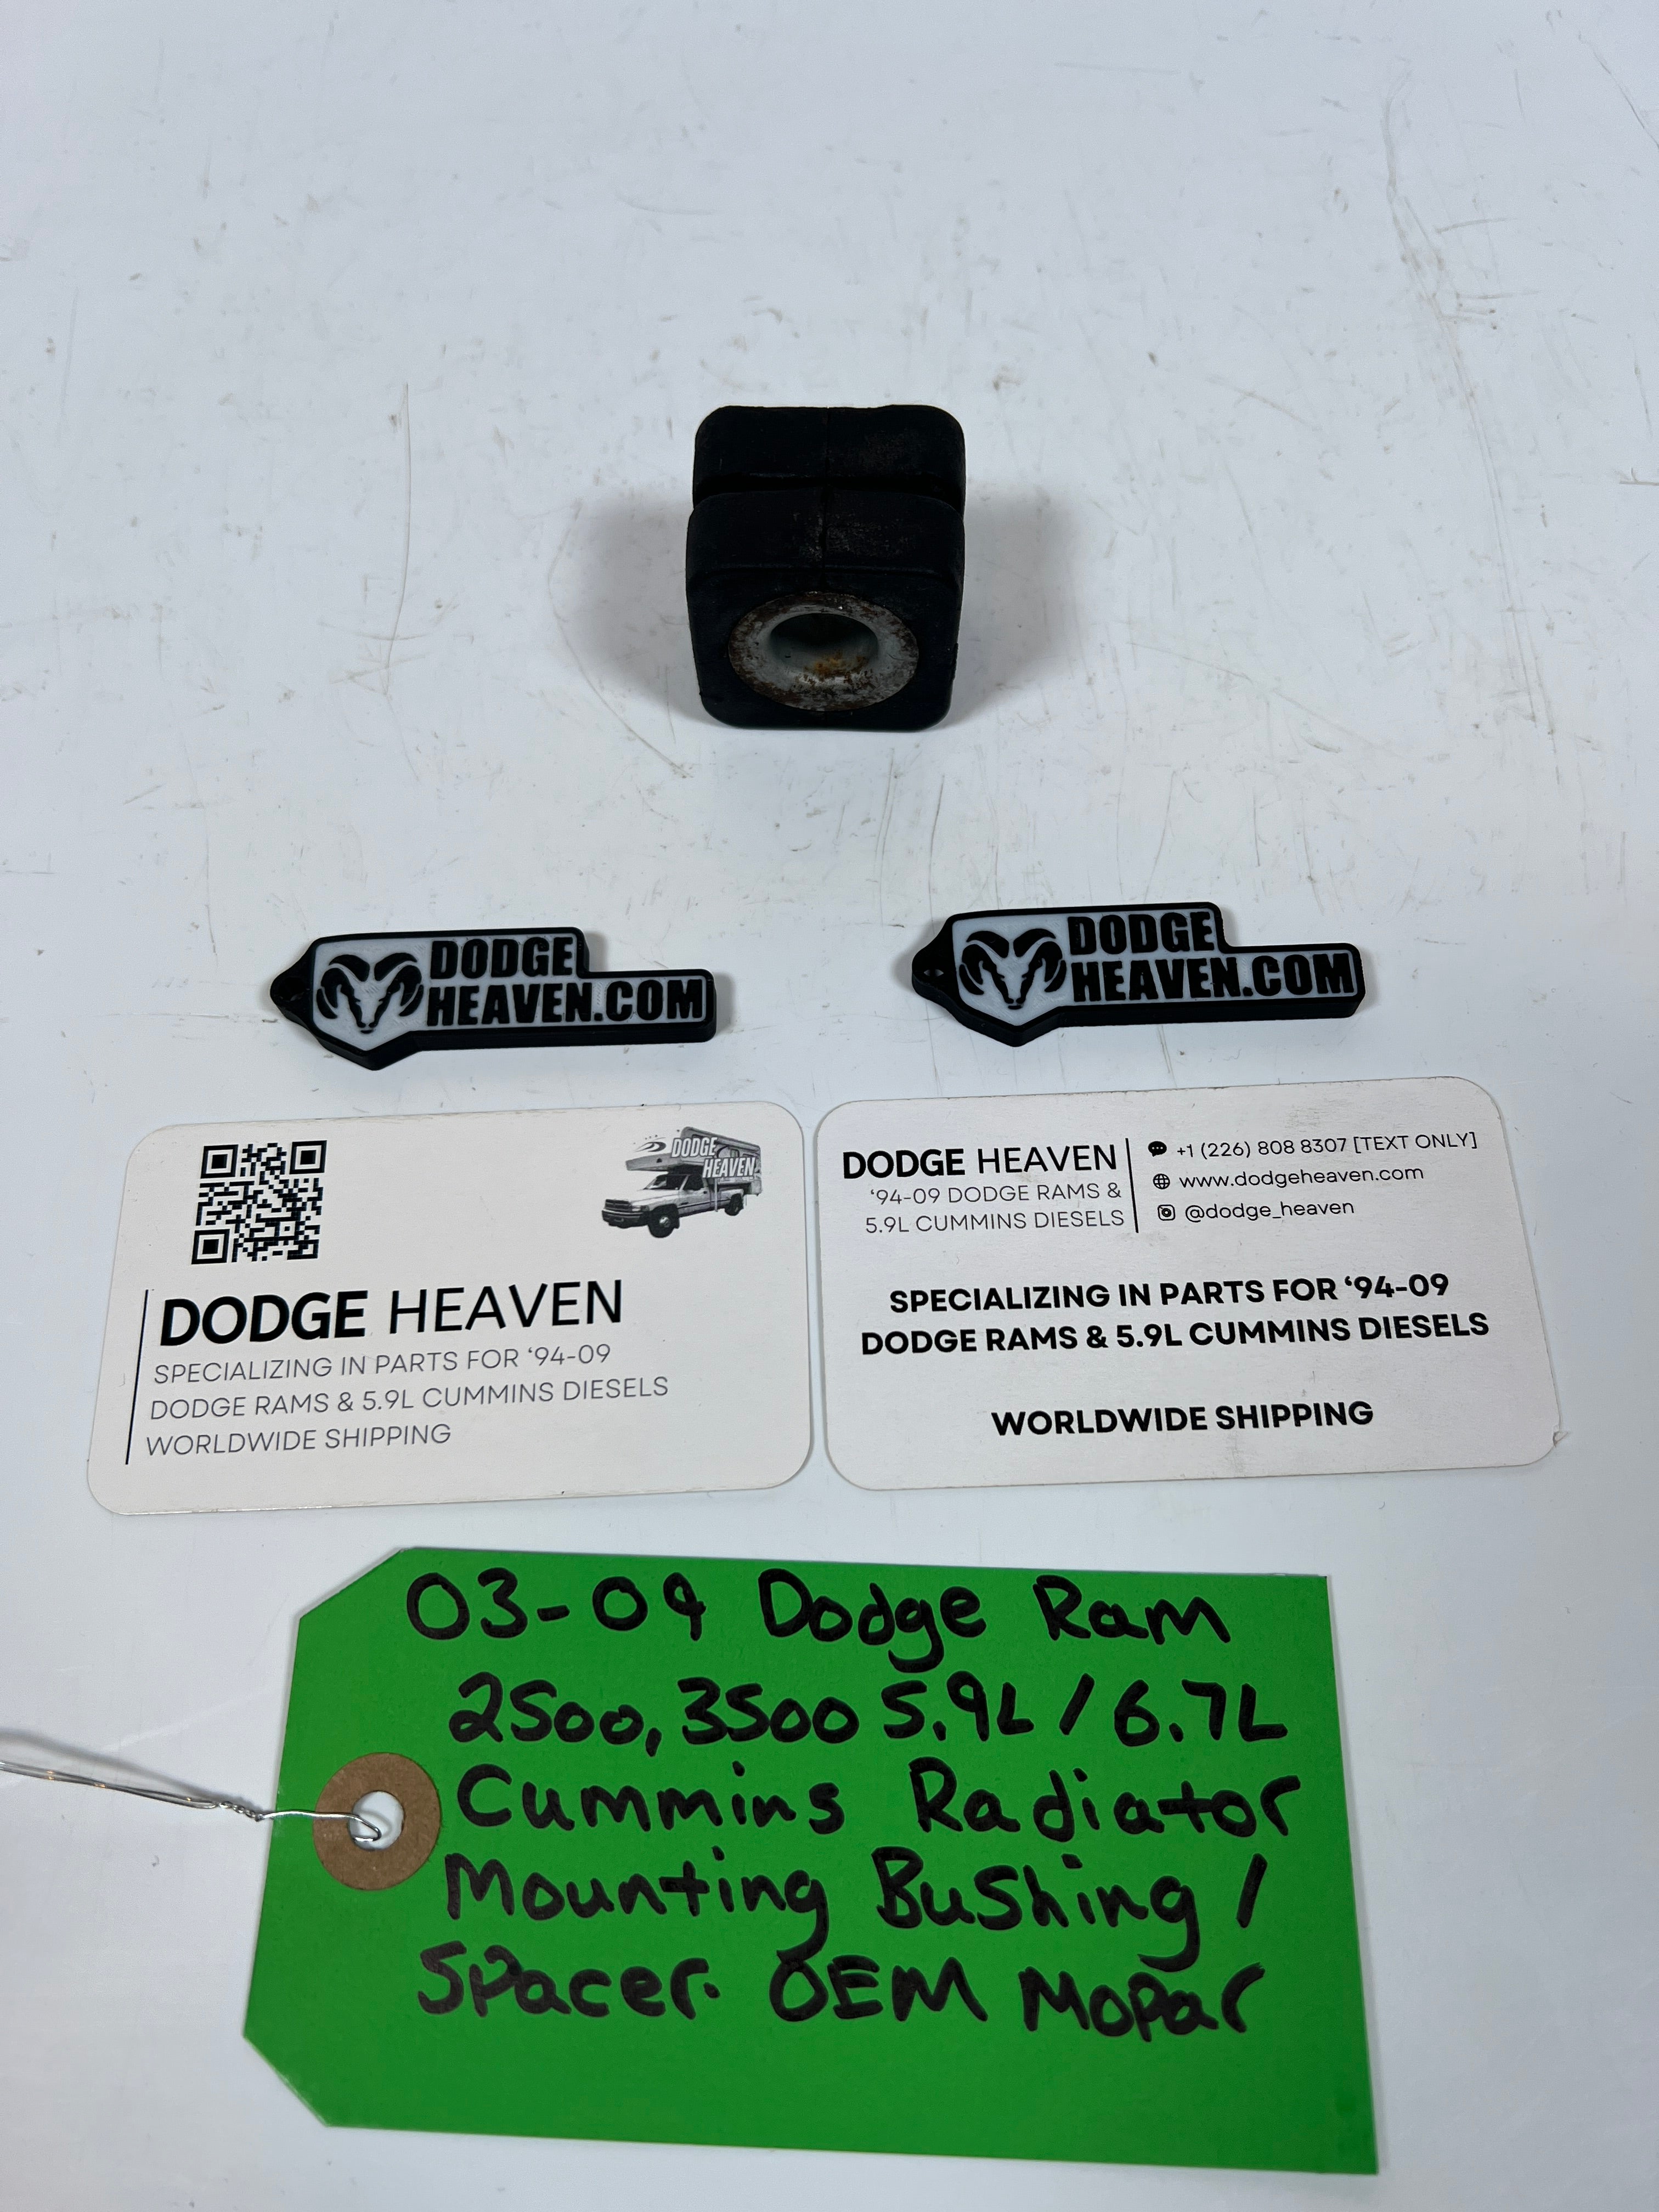 DODGE
HEAVEN.COM
DODGE
HEAVEN.COM
DODGE
HEAVEN
DODGE HEAVEN
SPECIALIZING IN PARTS FOR ‘94-09
DODGE RAMS & 5.9L CUMMINS DIESELS
WORLDWIDE SHIPPING
DODGE HEAVEN
‘94-09 DODGE RAMS &
5.9L CUMMINS DIESELS
+1 (226) 808 8307 [TEXT ONLY]
www.dodgeheaven.com
@dodge_heaven
SPECIALIZING IN PARTS FOR ‘94-09
DODGE RAMS & 5.9L CUMMINS DIESELS
WORLDWIDE SHIPPING
03-09 Dodge Ram
2500, 3500 5.9L / 6.7L
Cummins Radiator
Mounting Bushing /
Spacer. OEM Mopar